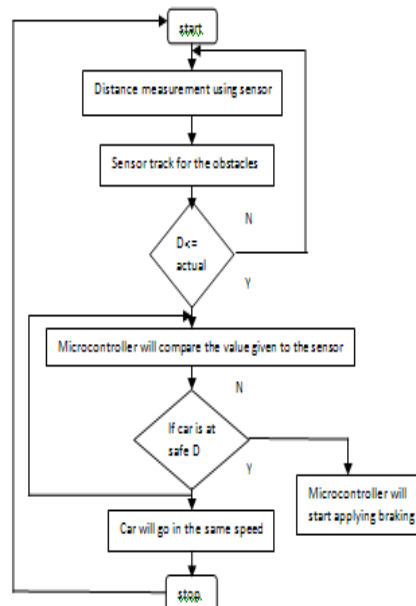 start
Distance measurement using sensor
Sensor track for the obstacles
N
D<=
actual
Y
Microcontroller will compare the value given to the sensor
N
If car is at
safe D
Y
Microcontroller will
start applying braking
Car will go in the same speed
stop